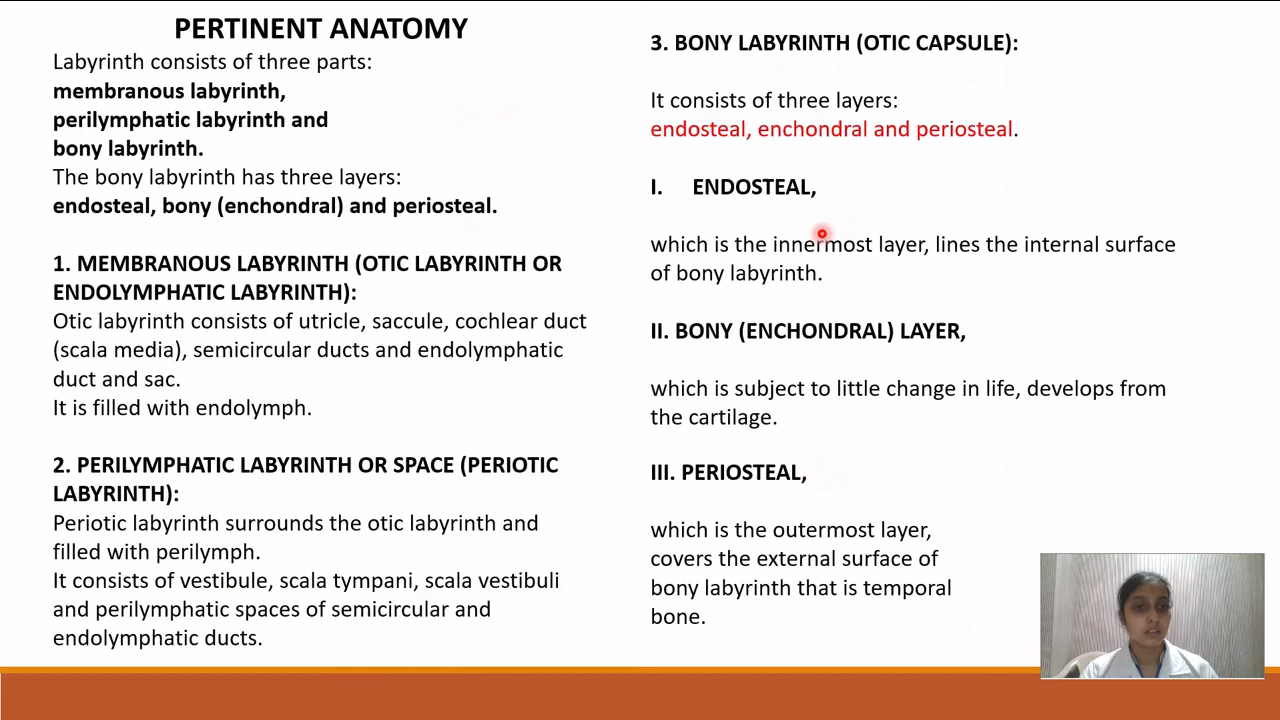 PERTINENT ANATOMY
Labyrinth consists of three parts:
membranous labyrinth,
perilymphatic labyrinth and
bony labyrinth.
The bony labyrinth has three layers:
endosteal, bony (enchondral) and periosteal.
1. MEMBRANOUS LABYRINTH (OTIC LABYRINTH OR
ENDOLYMPHATIC LABYRINTH):
Otic labyrinth consists of utricle, saccule, cochlear duct
(scala media), semicircular ducts and endolymphatic
duct and sac.
It is filled with endolymph.
2. PERILYMPHATIC LABYRINTH OR SPACE (PERIOTIC
LABYRINTH):
Periotic labyrinth surrounds the otic labyrinth and
filled with perilymph.
It consists of vestibule, scala tympani, scala vestibuli
and perilymphatic spaces of semicircular and
endolymphatic ducts.
3. BONY LABYRINTH (OTIC CAPSULE):
It consists of three layers:
endosteal, enchondral and periosteal.
I. ENDOSTEAL,
which is the innermost layer, lines the internal surface
of bony labyrinth.
II. BONY (ENCHONDRAL) LAYER,
which is subject to little change in life, develops from
the cartilage.
III. PERIOSTEAL,
which is the outermost layer,
covers the external surface of
bony labyrinth that is temporal
bone.